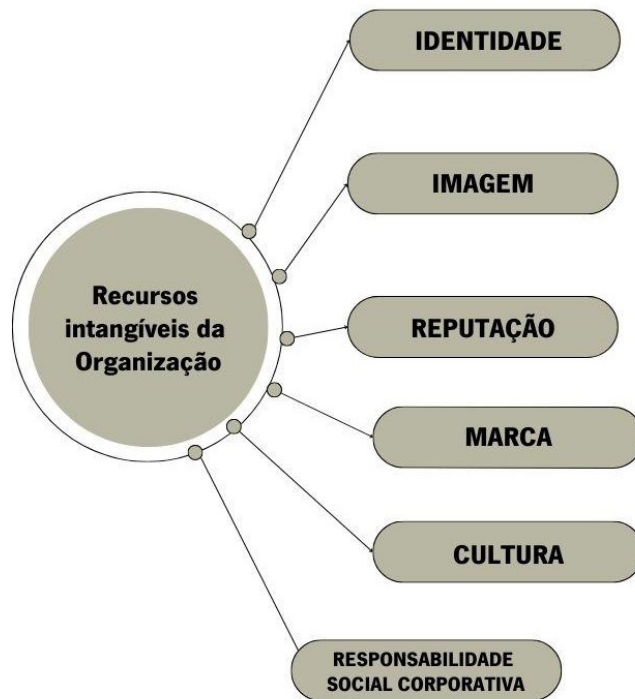 IDENTIDADE
IMAGEM
Recursos
intangíveis da
Organização
REPUTAÇÃO
MARCA
CULTURA
RESPONSABILIDADE
SOCIAL CORPORATIVA